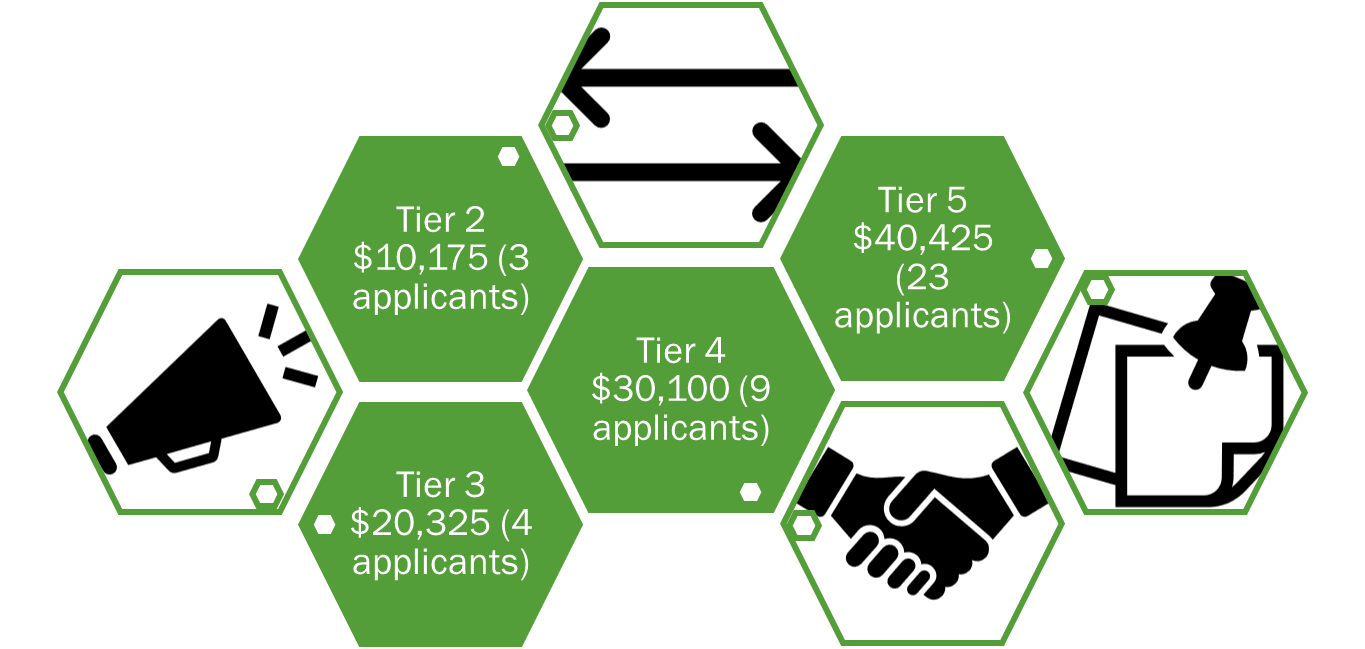 Tier 2
$10,175 (3
applicants)
Tier 3
$20,325 (4
applicants)
Tier 4
$30,100 (9
applicants)
Tier 5
$40,425
(23
applicants)